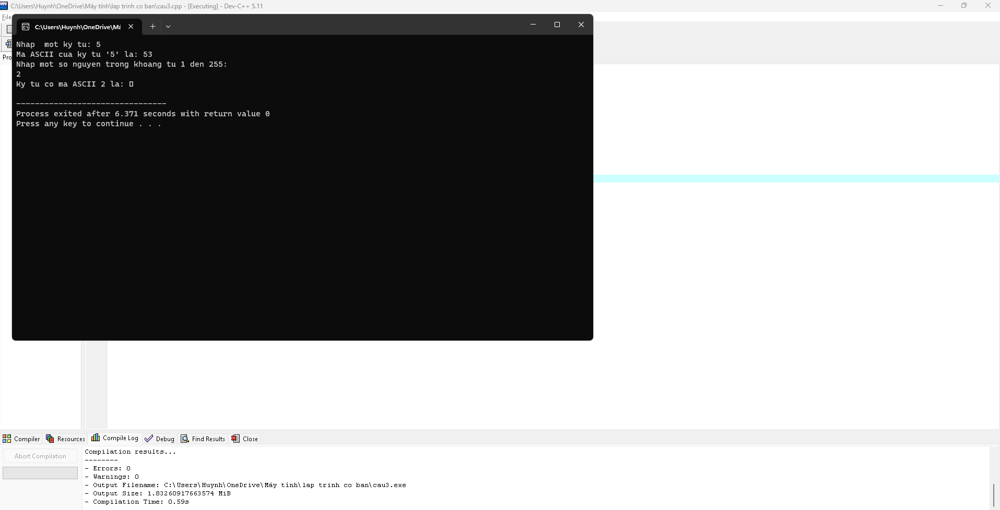 C:\Users\Huynh\OneDrive\Máy tính\lap trinh co ban\cau3.cpp - [Executing] - Dev-C++ 5.11
File
C:\Users\Huynh\OneDrive\Má
Nhap  mot ky tu: 5
Ma ASCII cua ky tu '5' la: 53
Nhap mot so nguyen trong khoang tu 1 den 255:
2
Ky tu co ma ASCII 2 la: 
--------------------------------
Process exited after 6.371 seconds with return value 0
Press any key to continue . . .
Compiler Resources Compile Log Debug Find Results Close
Abort Compilation
Compilation results...
--------
- Errors: 0
- Warnings: 0
- Output Filename: C:\Users\Huynh\OneDrive\Máy tính\lap trinh co ban\cau3.exe
- Output Size: 1.83260917663574 MiB
- Compilation Time: 0.59s